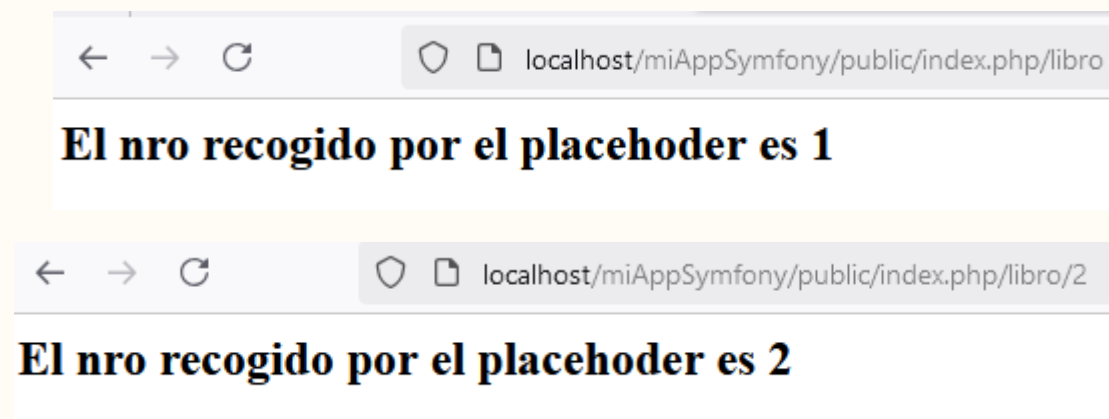 localhost/miAppSymfony/public/index.php/libro
El nro recogido por el placehoder es 1
localhost/miAppSymfony/public/index.php/libro/2
El nro recogido por el placehoder es 2